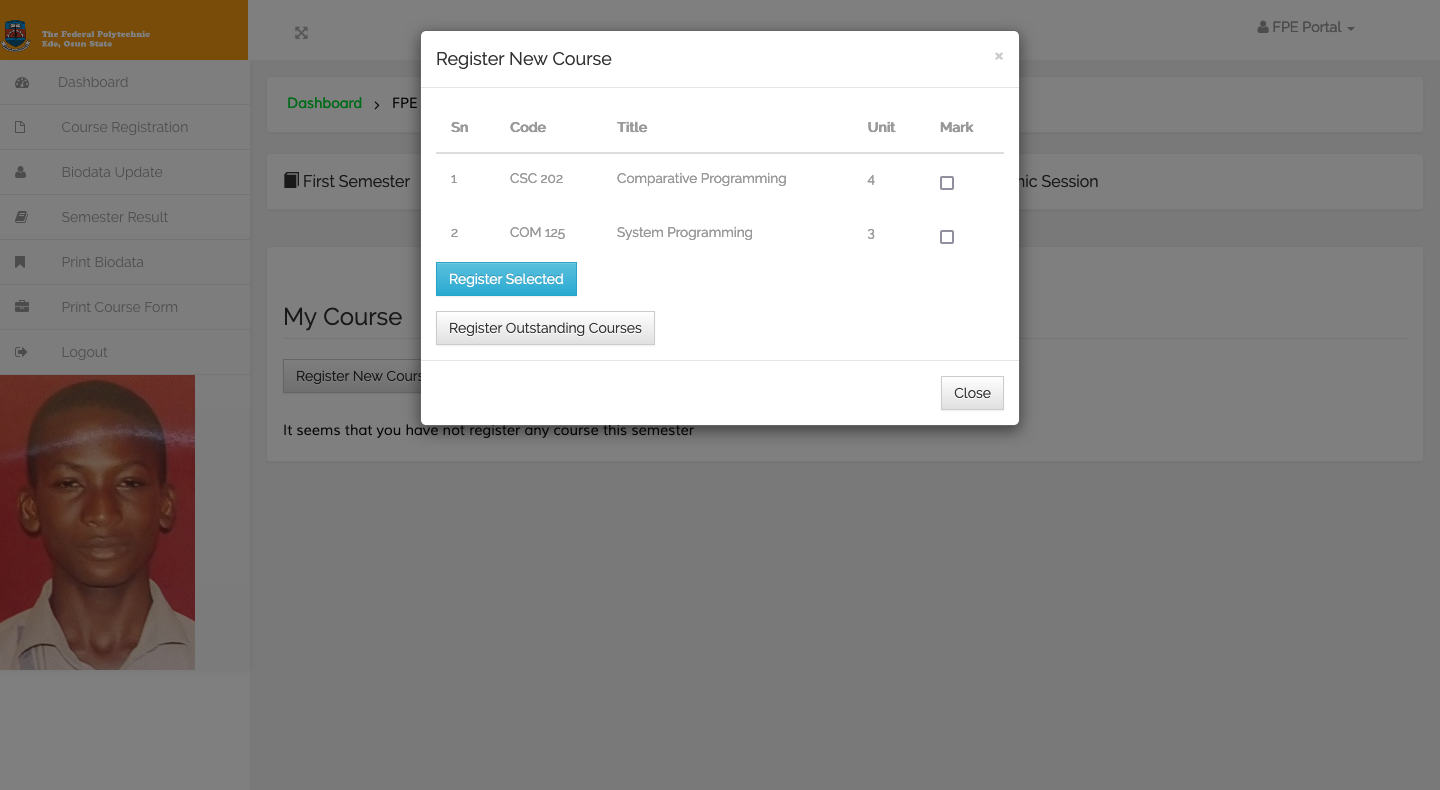 The Federal Polytechnic
Ede, Osun State
FPE Portal
Dashboard
Course Registration
Biodata Update
Semester Result
Print Biodata
Print Course Form
Logout
Dashboard > FPE
First Semester
Session
My Course
Register New
It seems that you have not register any course this semester
Register New Course
×
Sn Code Title Unit Mark
1 CSC 202 Comparative Programming 4
2 COM 125 System Programming 3
Register Selected
Register Outstanding Courses
Close